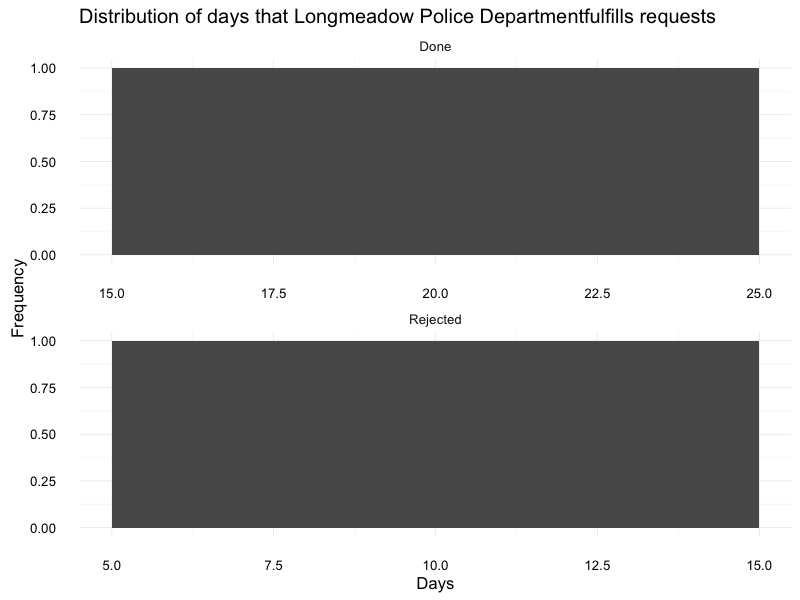 Distribution of days that Longmeadow Police Departmentfulfills requests
Done
1.00
0.75
0.50
0.25
0.00
15.0 17.5 20.0 22.5 25.0
Frequency
Rejected
1.00
0.75
0.50
0.25
0.00
5.0 7.5 10.0 12.5 15.0
Days